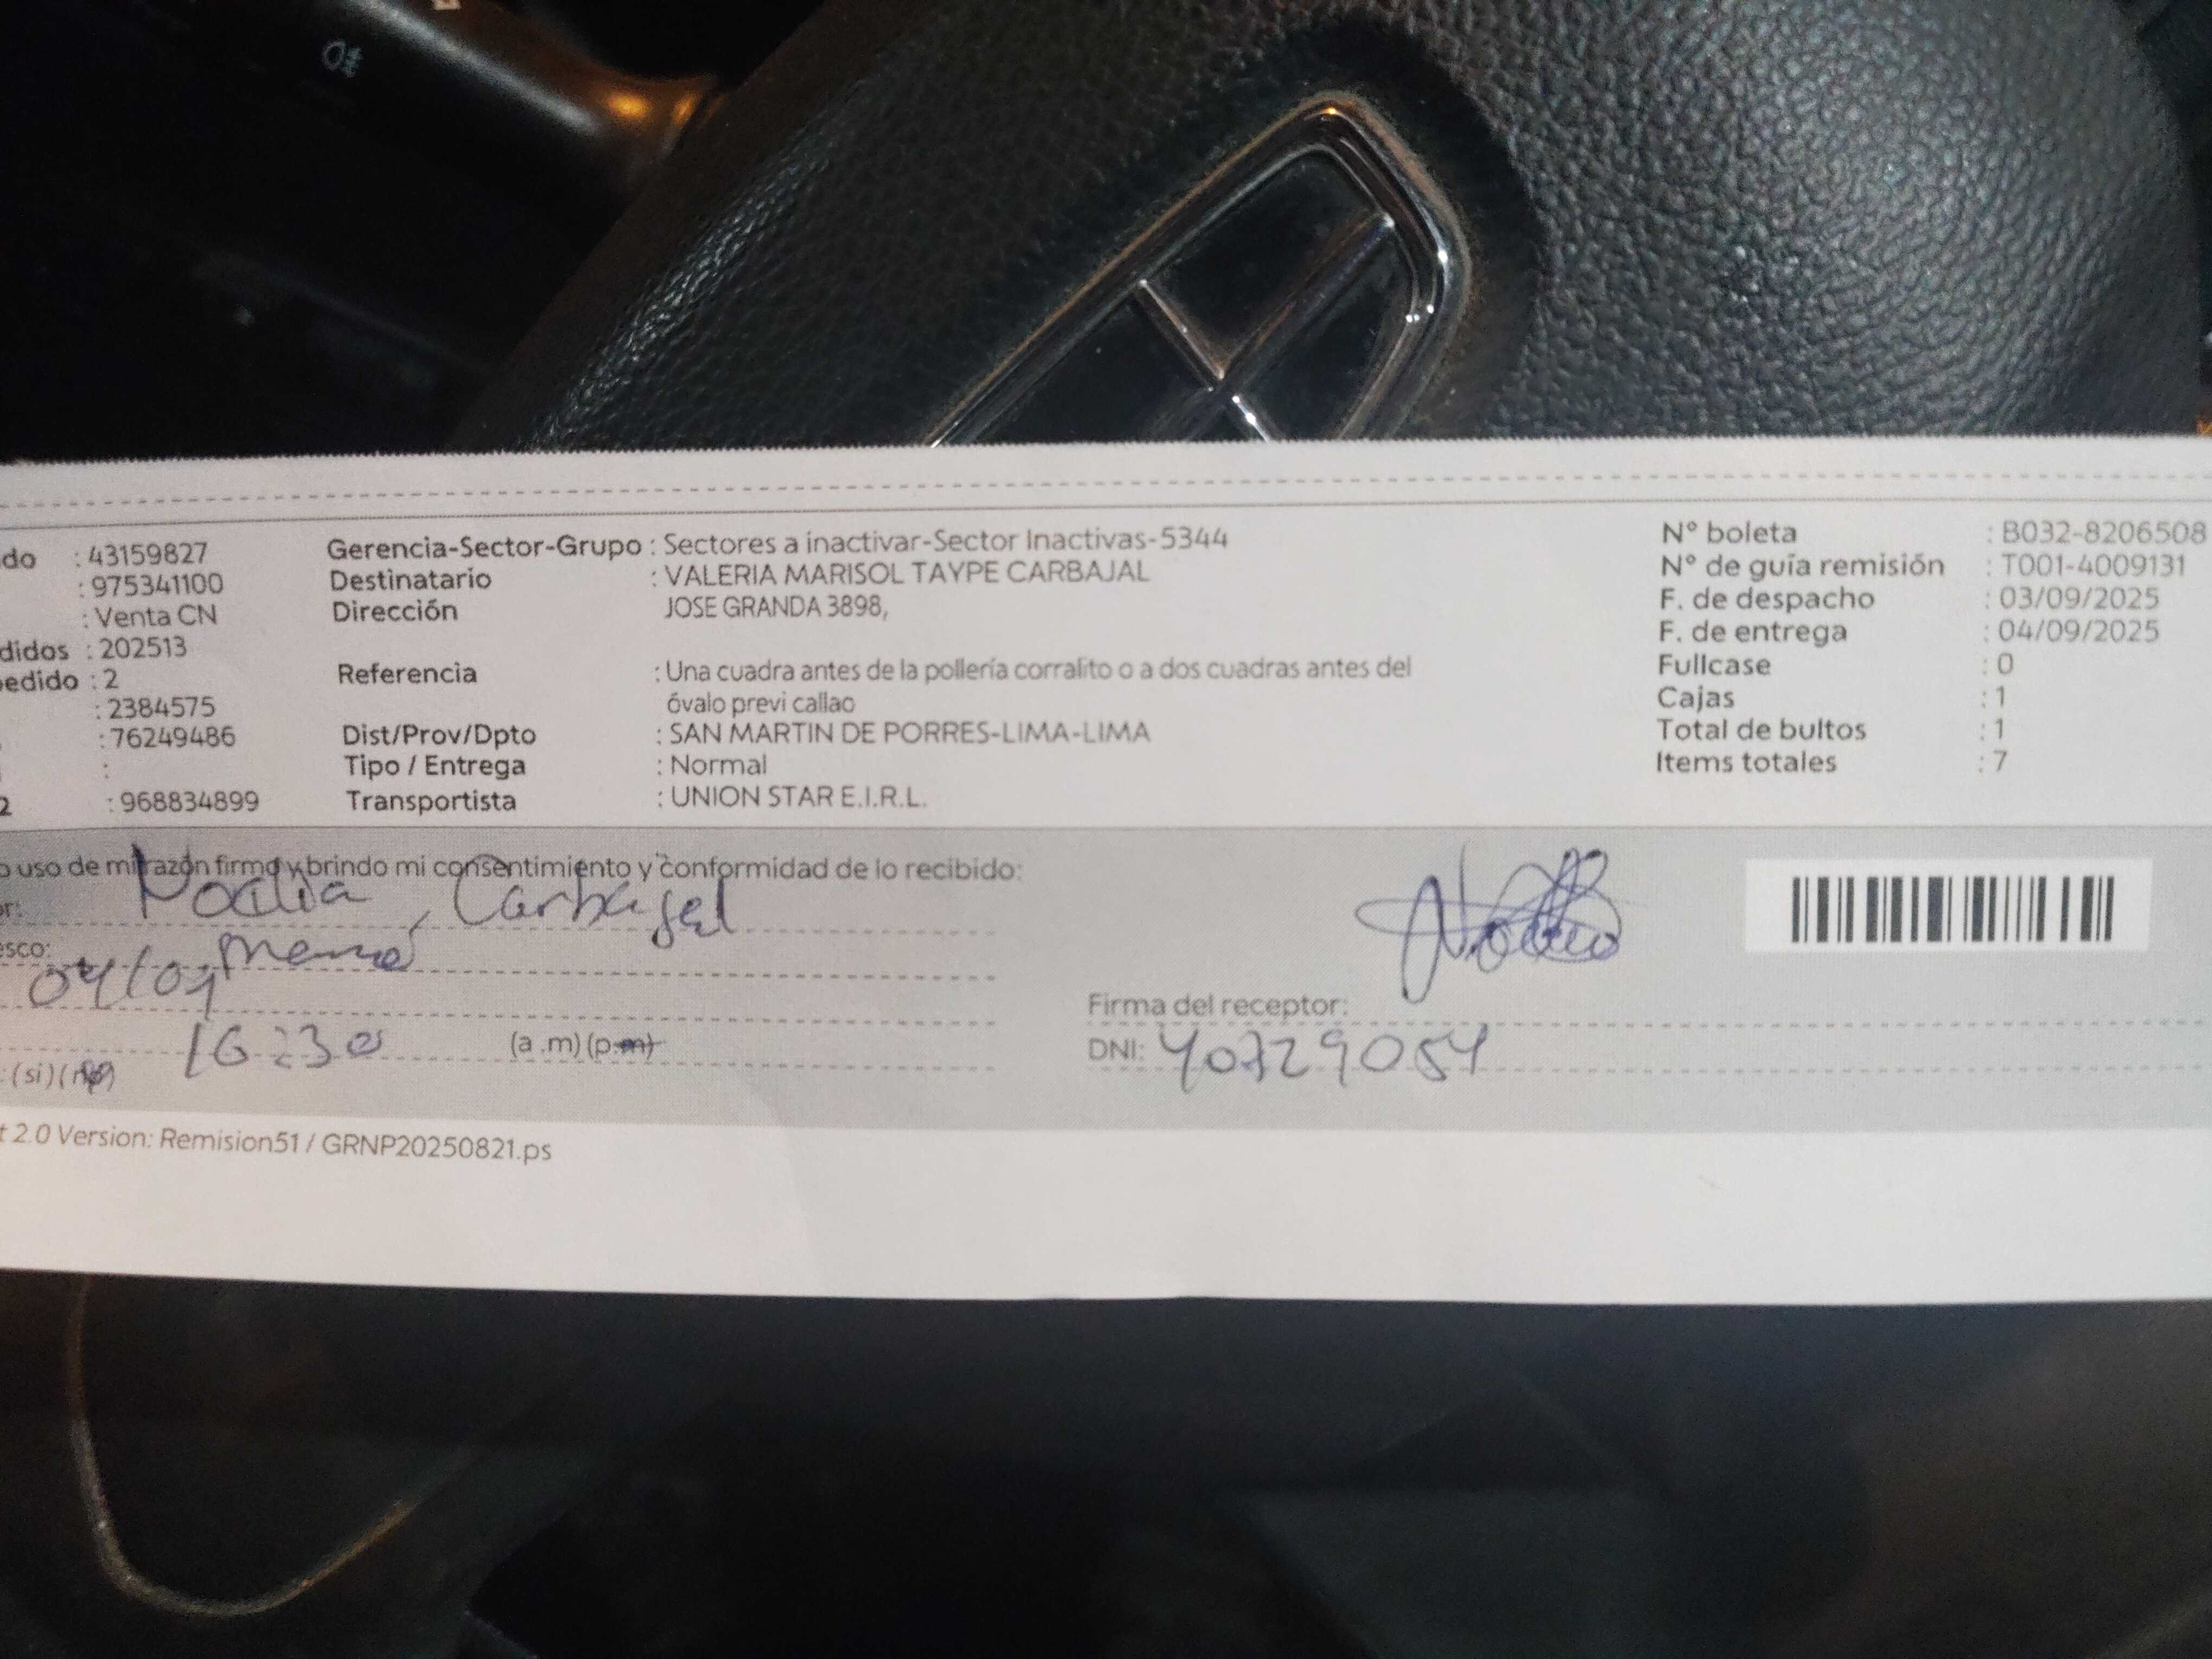 do : 43159827 Gerencia-Sector-Grupo : Sectores a inactivar-Sector Inactivas-5344 N° boleta : B032-8206508
: 975341100 Destinatario : VALERIA MARISOL TAYPE CARBAJAL N° de guía remisión : T001-4009131
: Venta CN Dirección JOSE GRANDA 3898, F. de despacho : 03/09/2025
didos : 202513 F. de entrega : 04/09/2025
edido : 2 Referencia : Una cuadra antes de la pollería corralito o a dos cuadras antes del Fullcase : 0
: 2384575 óvalo previ callao Cajas : 1
: 76249486 Dist/Prov/Dpto : SAN MARTIN DE PORRES-LIMA-LIMA Total de bultos : 1
: Tipo / Entrega : Normal Items totales : 7
2 : 968834899 Transportista : UNION STAR E.I.R.L.
o uso de mi razón firmo y brindo mi consentimiento y conformidad de lo recibido:
or: Carbajal
esco: mama
04/09
16:30 (a .m) (p.m)
: (si) (no)
Firma del receptor:
DNI: 40729054
t 2.0 Version: Remision51 / GRNP20250821.ps